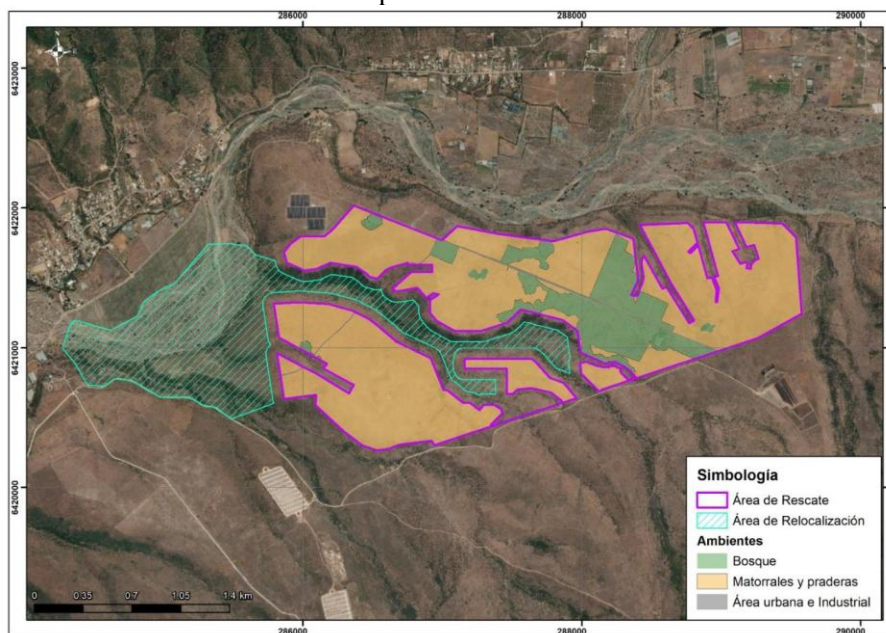 286000 288000 290000
6423000
6422000
6421000
6420000
Simbología
Área de Rescate
Área de Relocalización
Ambientes
Bosque
Matorrales y praderas
Área urbana e Industrial
0 0.35 0.7 1.05 1.4 km
286000 288000 290000